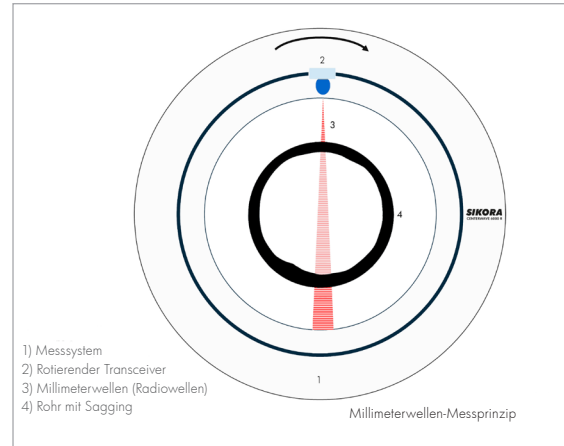 2
3
SIKORA
4
1) Messsystem
2) Rotierender Transceiver
3) Millimeterwellen (Radiowellen)
4) Rohr mit Sagging
1
Millimeterwellen-Messprinzip